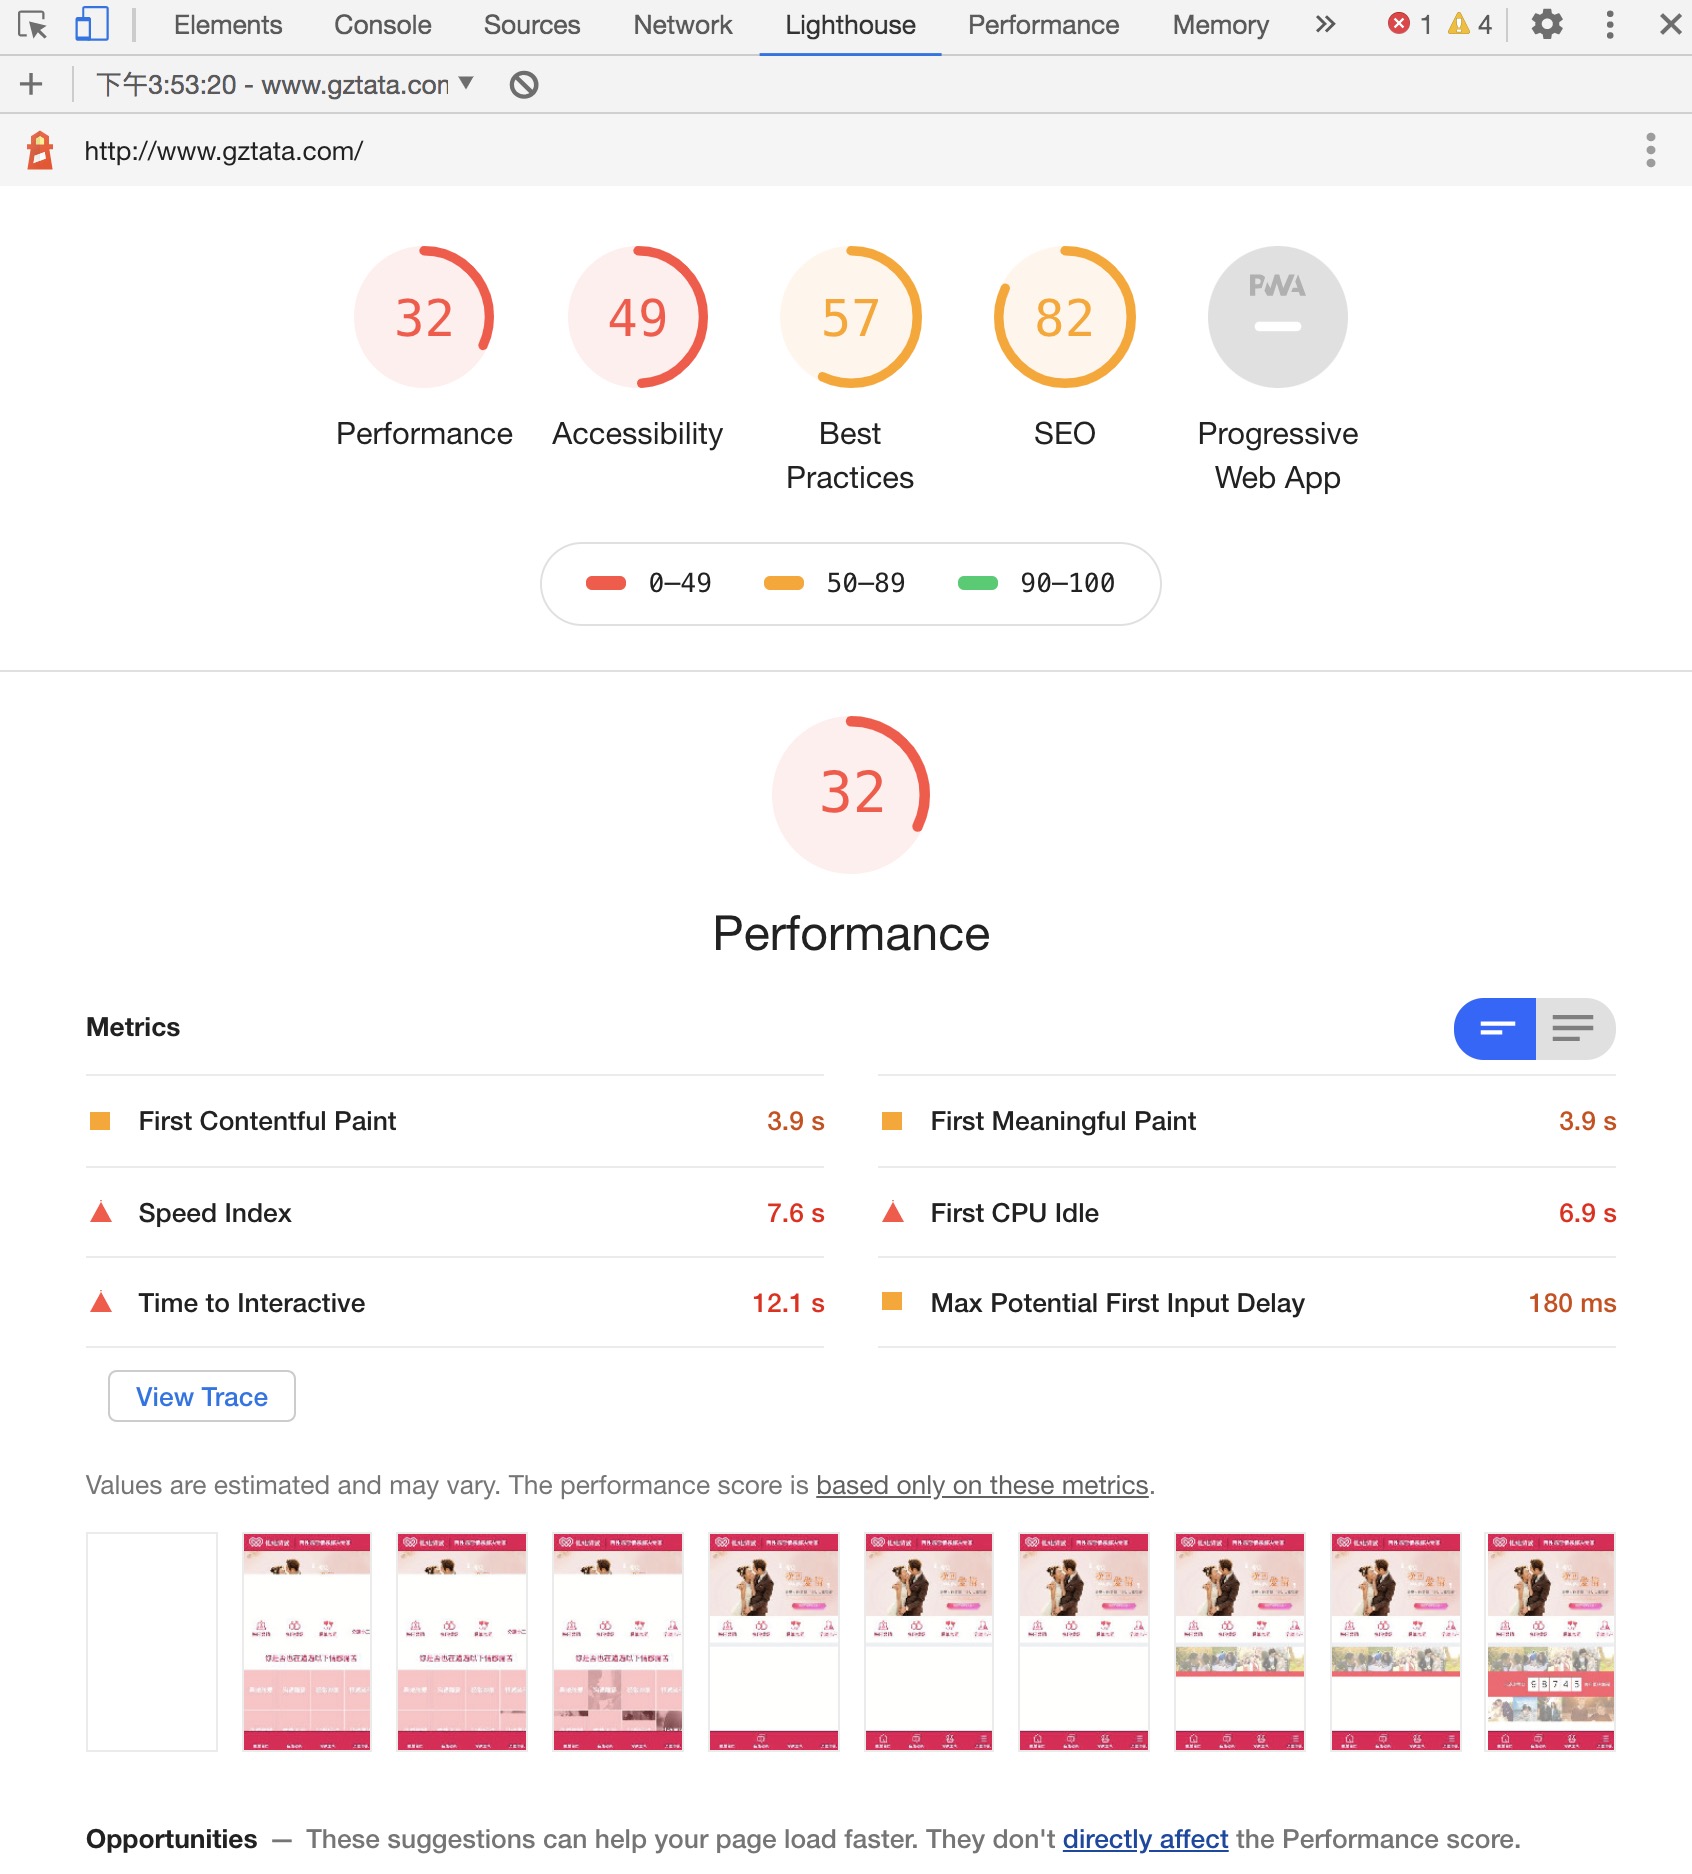 Elements Console Sources Network Lighthouse Performance Memory » 1 4
下午3:53:20 - www.gztata.con
http://www.gztata.com/
32 49 57 82 PWA
Performance Accessibility Best Practices SEO Progressive Web App
0–49 50–89 90–100
32
Performance
Metrics
First Contentful Paint 3.9 s First Meaningful Paint 3.9 s
Speed Index 7.6 s First CPU Idle 6.9 s
Time to Interactive 12.1 s Max Potential First Input Delay 180 ms
View Trace
Values are estimated and may vary. The performance score is based only on these metrics.
98745
Opportunities — These suggestions can help your page load faster. They don't directly affect the Performance score.